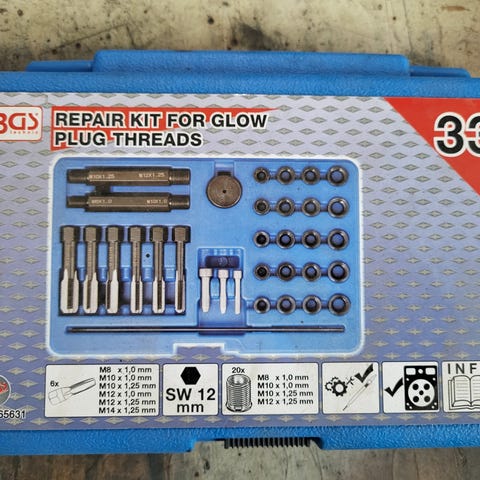 BGS
technic
REPAIR KIT FOR GLOW
PLUG THREADS
33
M10X1.25 M12X1.25
M10X1.0
6x
M8 x 1,0 mm
M10 x 1,0 mm
M10 x 1,25 mm
M12 x 1,0 mm
M12 x 1,25 mm
M14 x 1,25 mm
SW 12
mm
20x
M8 x 1,0 mm
M10 x 1,0 mm
M10 x 1,25 mm
M12 x 1,25 mm
INF
65631